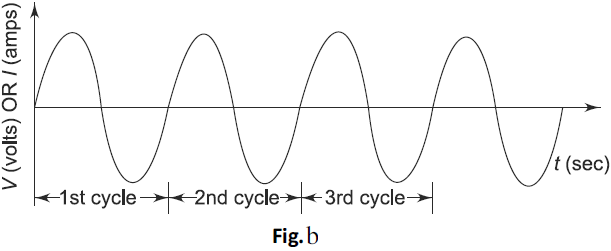 V (volts) OR I (amps)
1st cycle
2nd cycle
3rd cycle
t (sec)
Fig.b